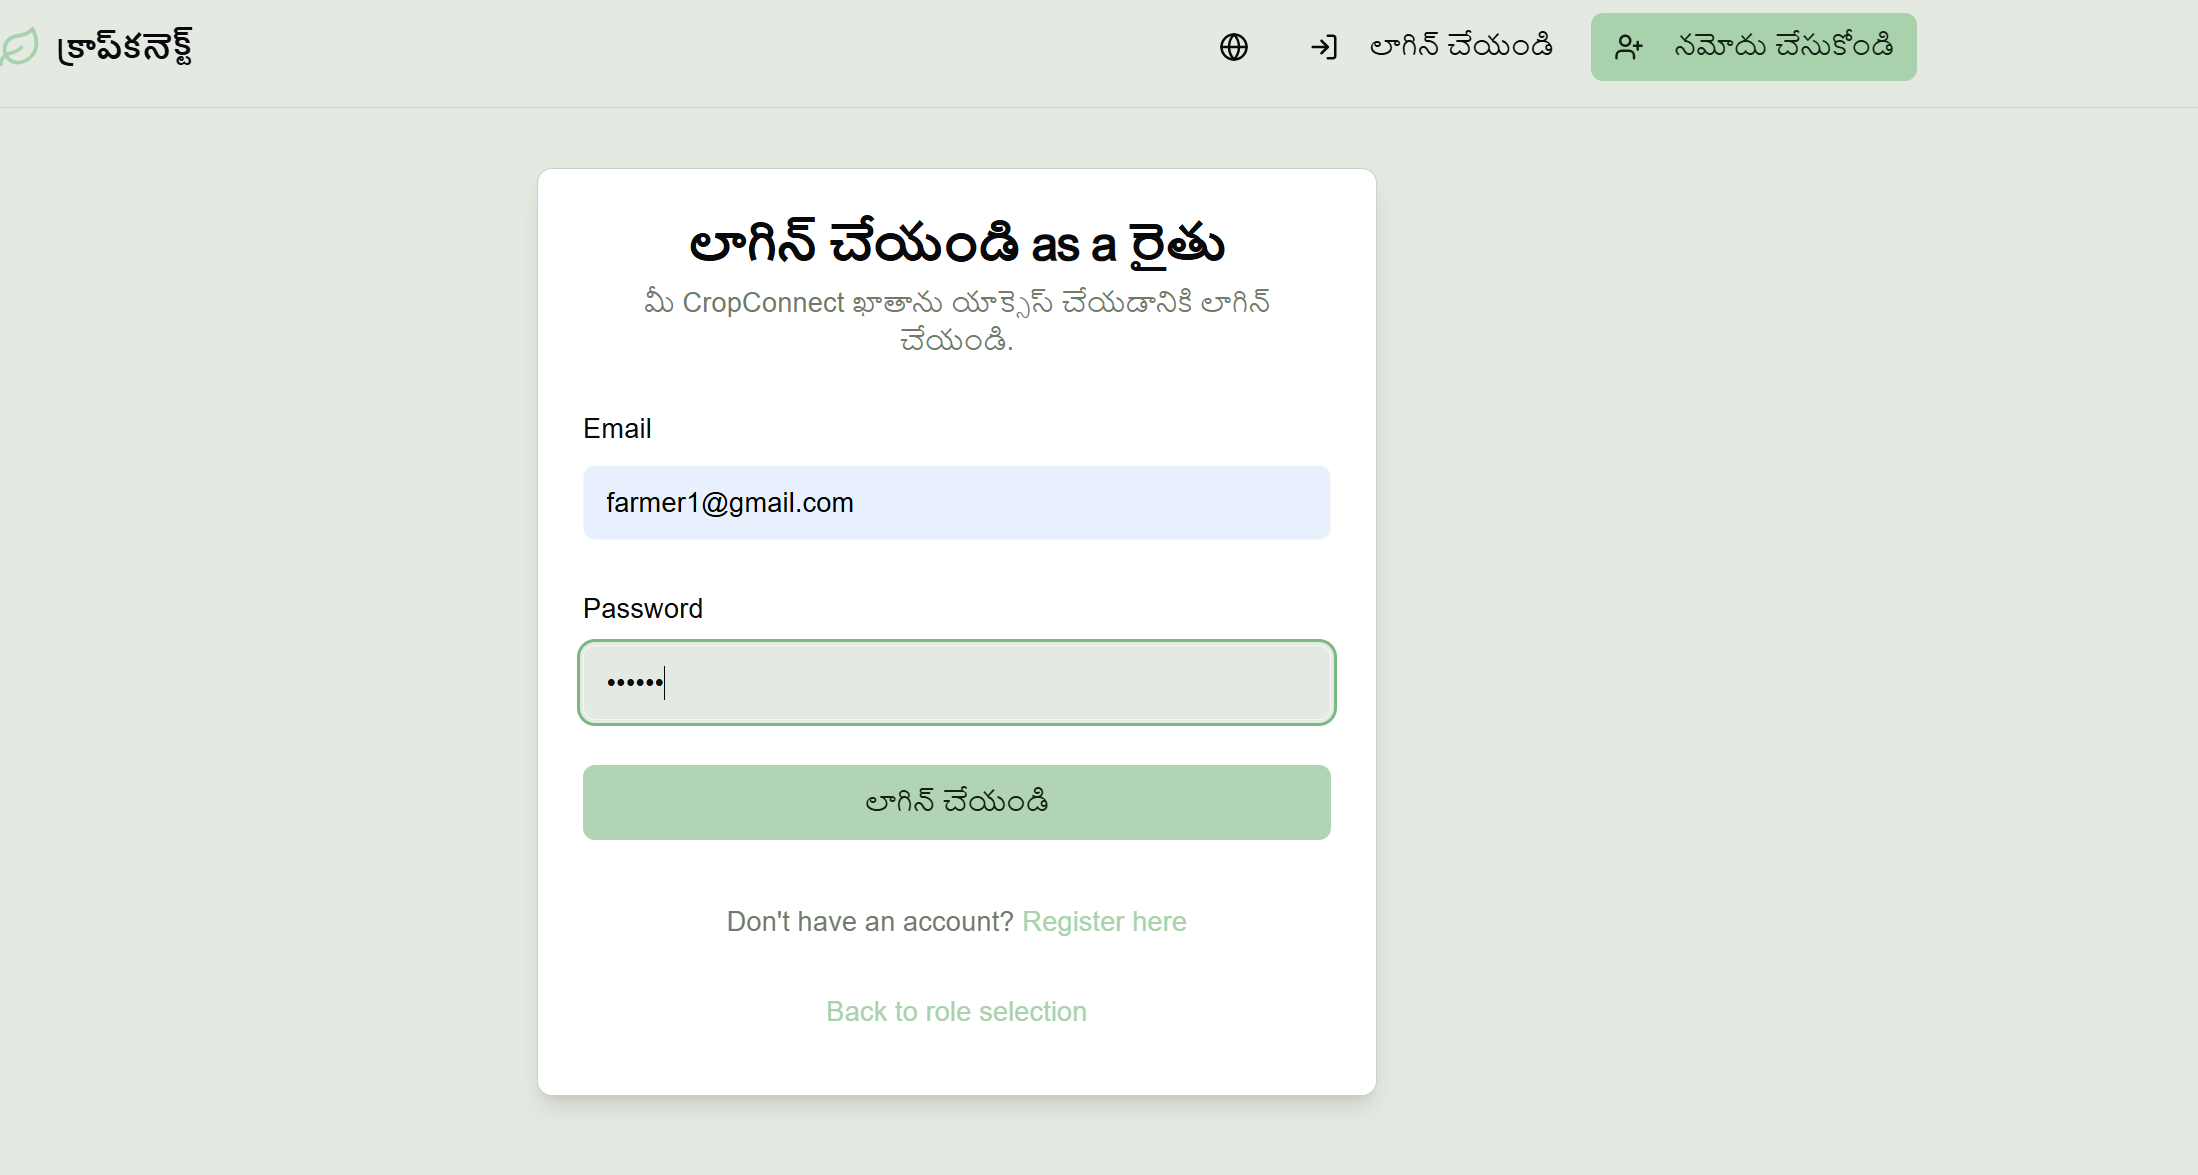 క్రాప్‌కనెక్ట్
లాగిన్ చేయండి
నమోదు చేసుకోండి
లాగిన్ చేయండి as a రైతు
మీ CropConnect ఖాతాను యాక్సెస్ చేయడానికి లాగిన్
చేయండి.
Email
farmer1@gmail.com
Password
••••••
లాగిన్ చేయండి
Don't have an account? Register here
Back to role selection